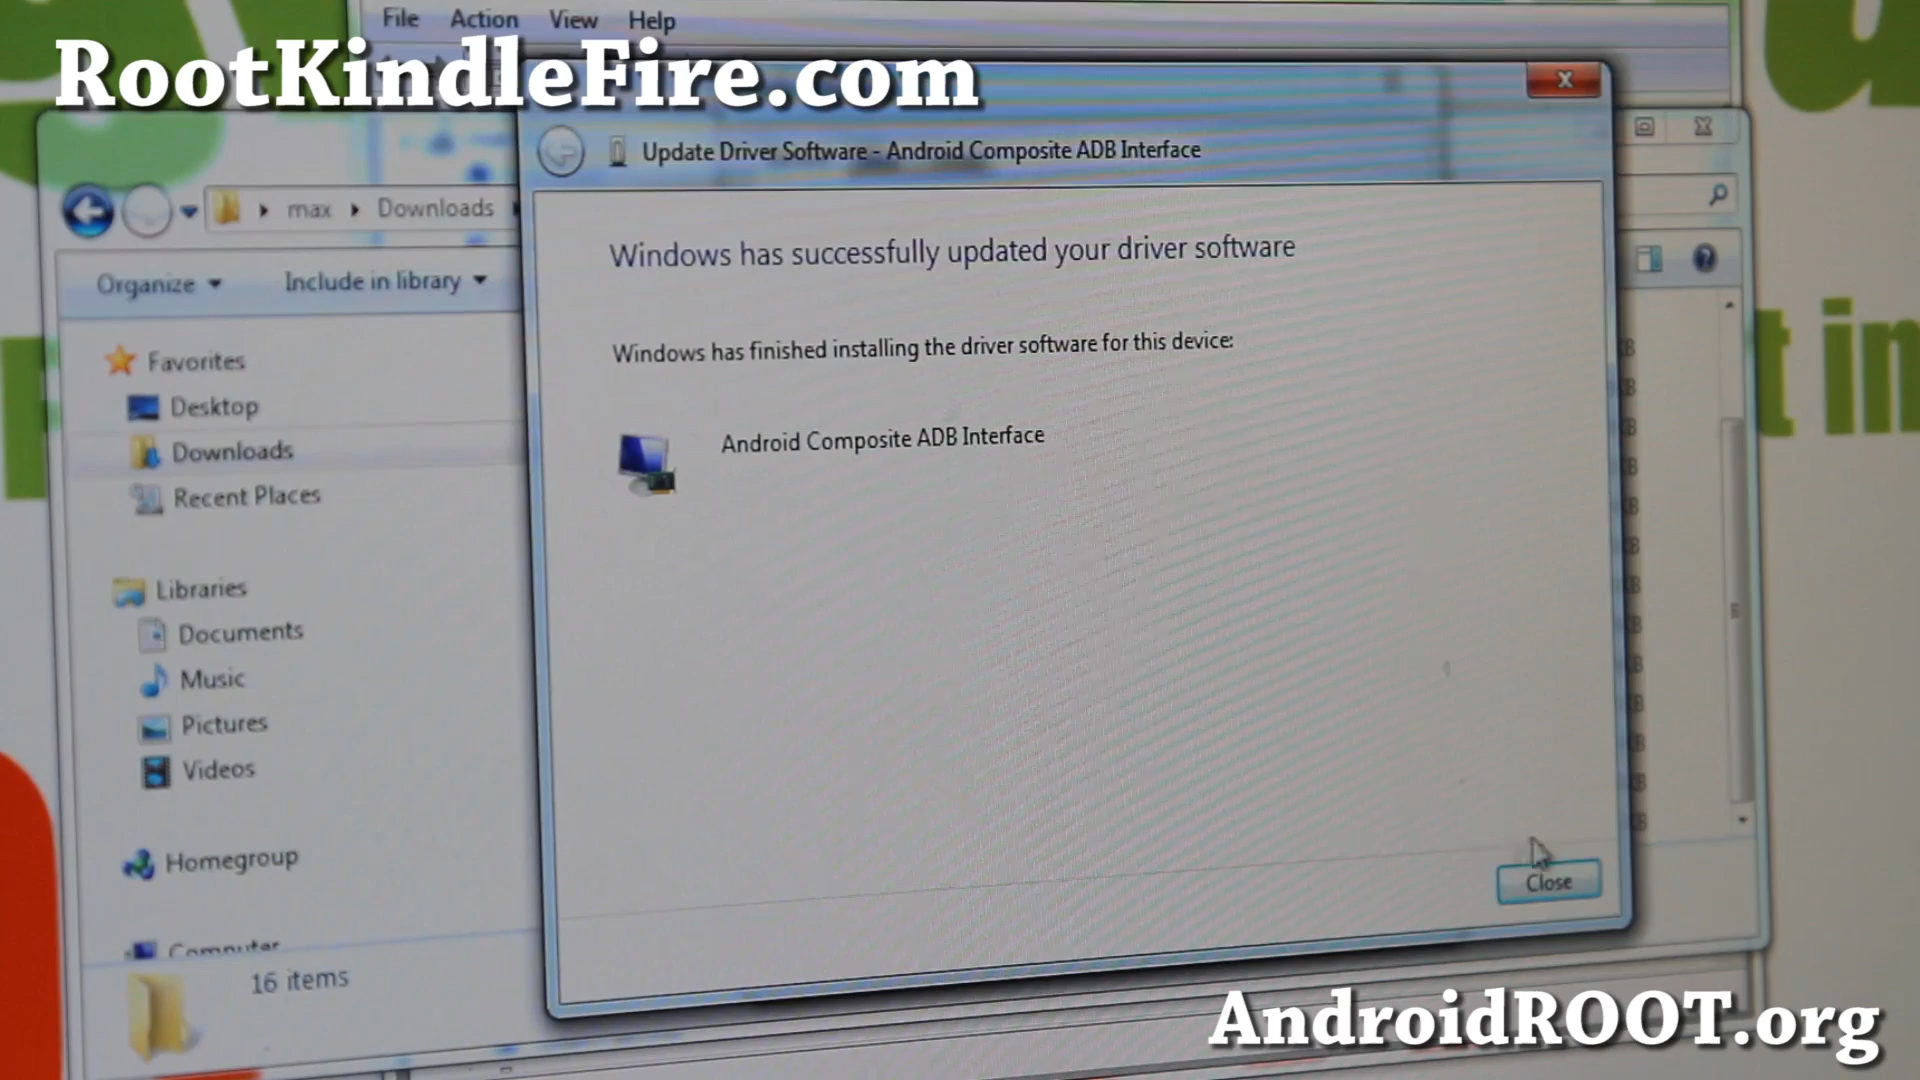 File Action View Help
RootKindleFire.com
Update Driver Software - Android Composite ADB Interface
max Downloads
Windows has successfully updated your driver software
Organize Include in library
Windows has finished installing the driver software for this device:
Favorites
Desktop
Android Composite ADB Interface
Downloads
Recent Places
Libraries
Documents
Music
Pictures
Videos
Homegroup
Close
Computer
16 items
AndroidROOT.org
in